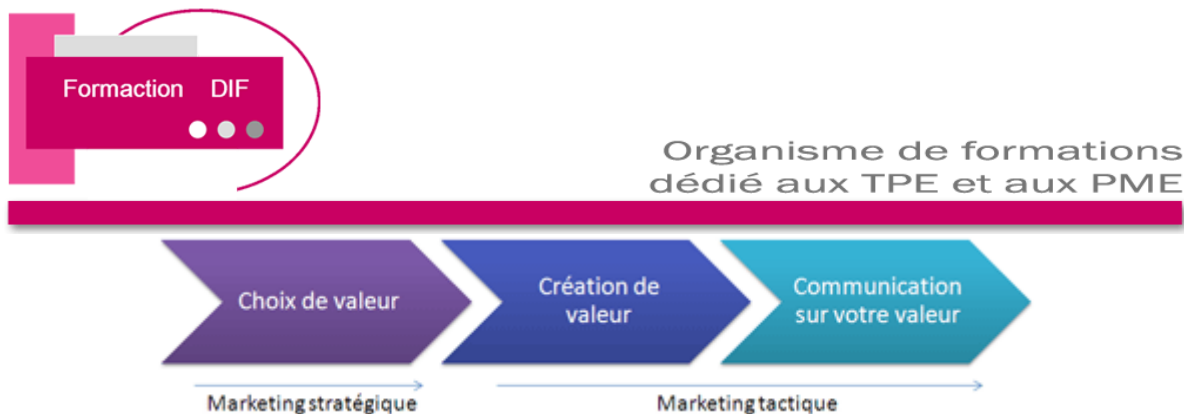 Formaction DIF
Organisme de formations
dédié aux TPE et aux PME
Choix de valeur
Création de
valeur
Communication
sur votre valeur
Marketing stratégique
Marketing tactique